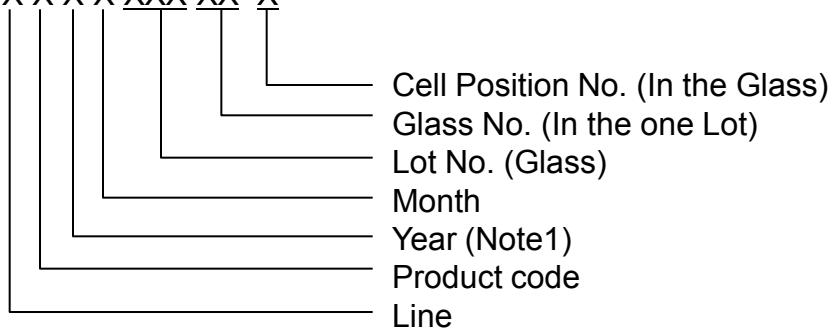 X X X X XXX XX X
Cell Position No. (In the Glass)
Glass No. (In the one Lot)
Lot No. (Glass)
Month
Year (Note1)
Product code
Line